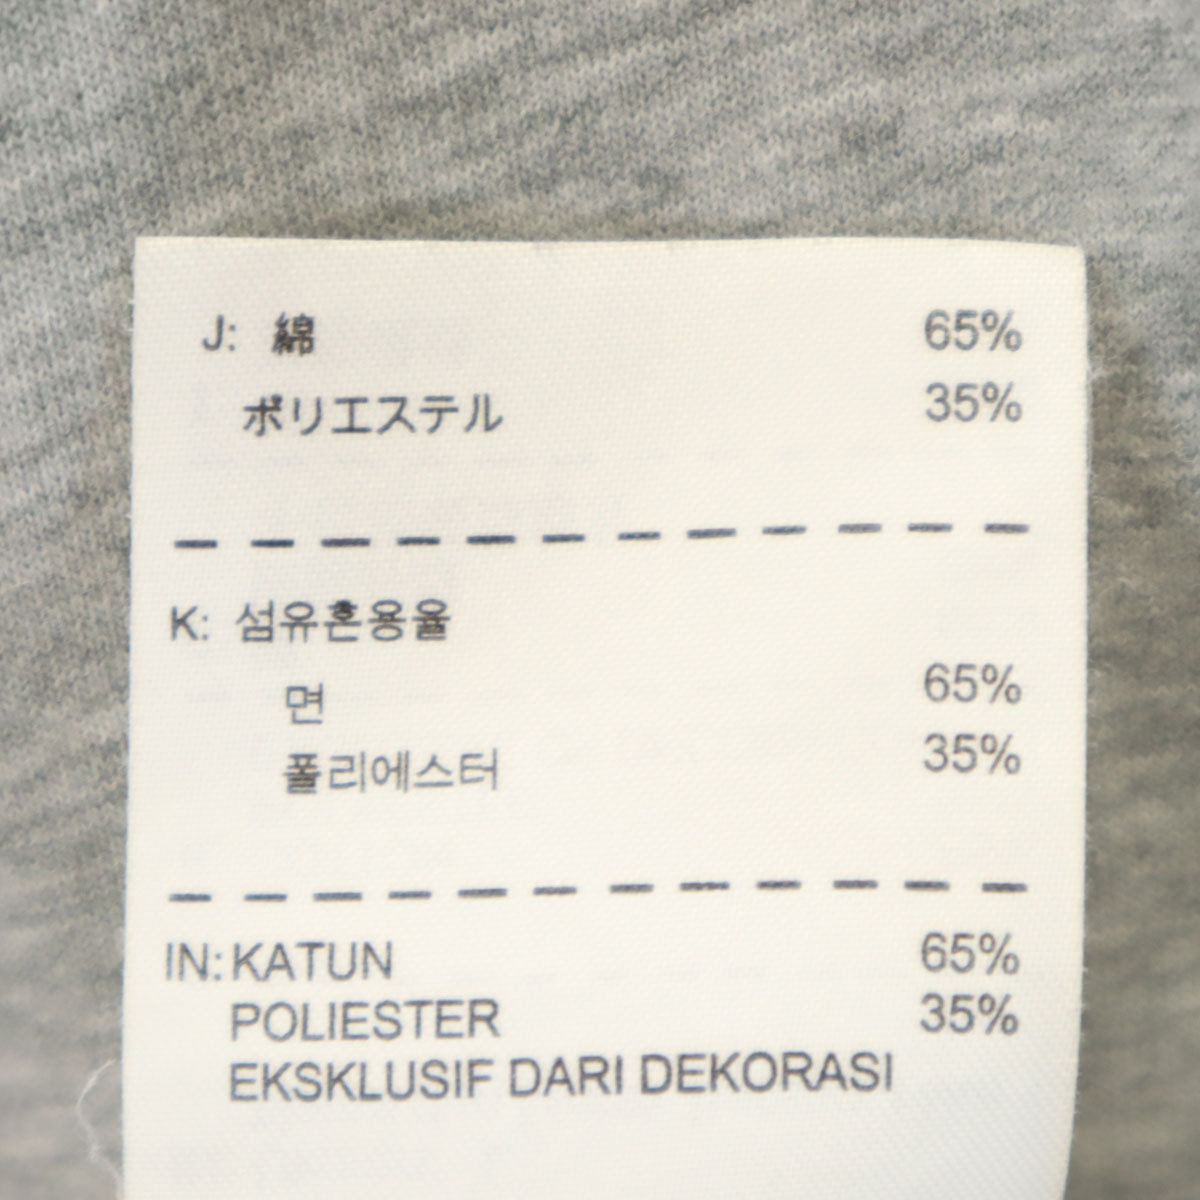 J: 綿 65%
ポリエステル 35%
K: 섬유혼용율
면 65%
폴리에스터 35%
IN: KATUN 65%
POLIESTER 35%
EKSKLUSIF DARI DEKORASI